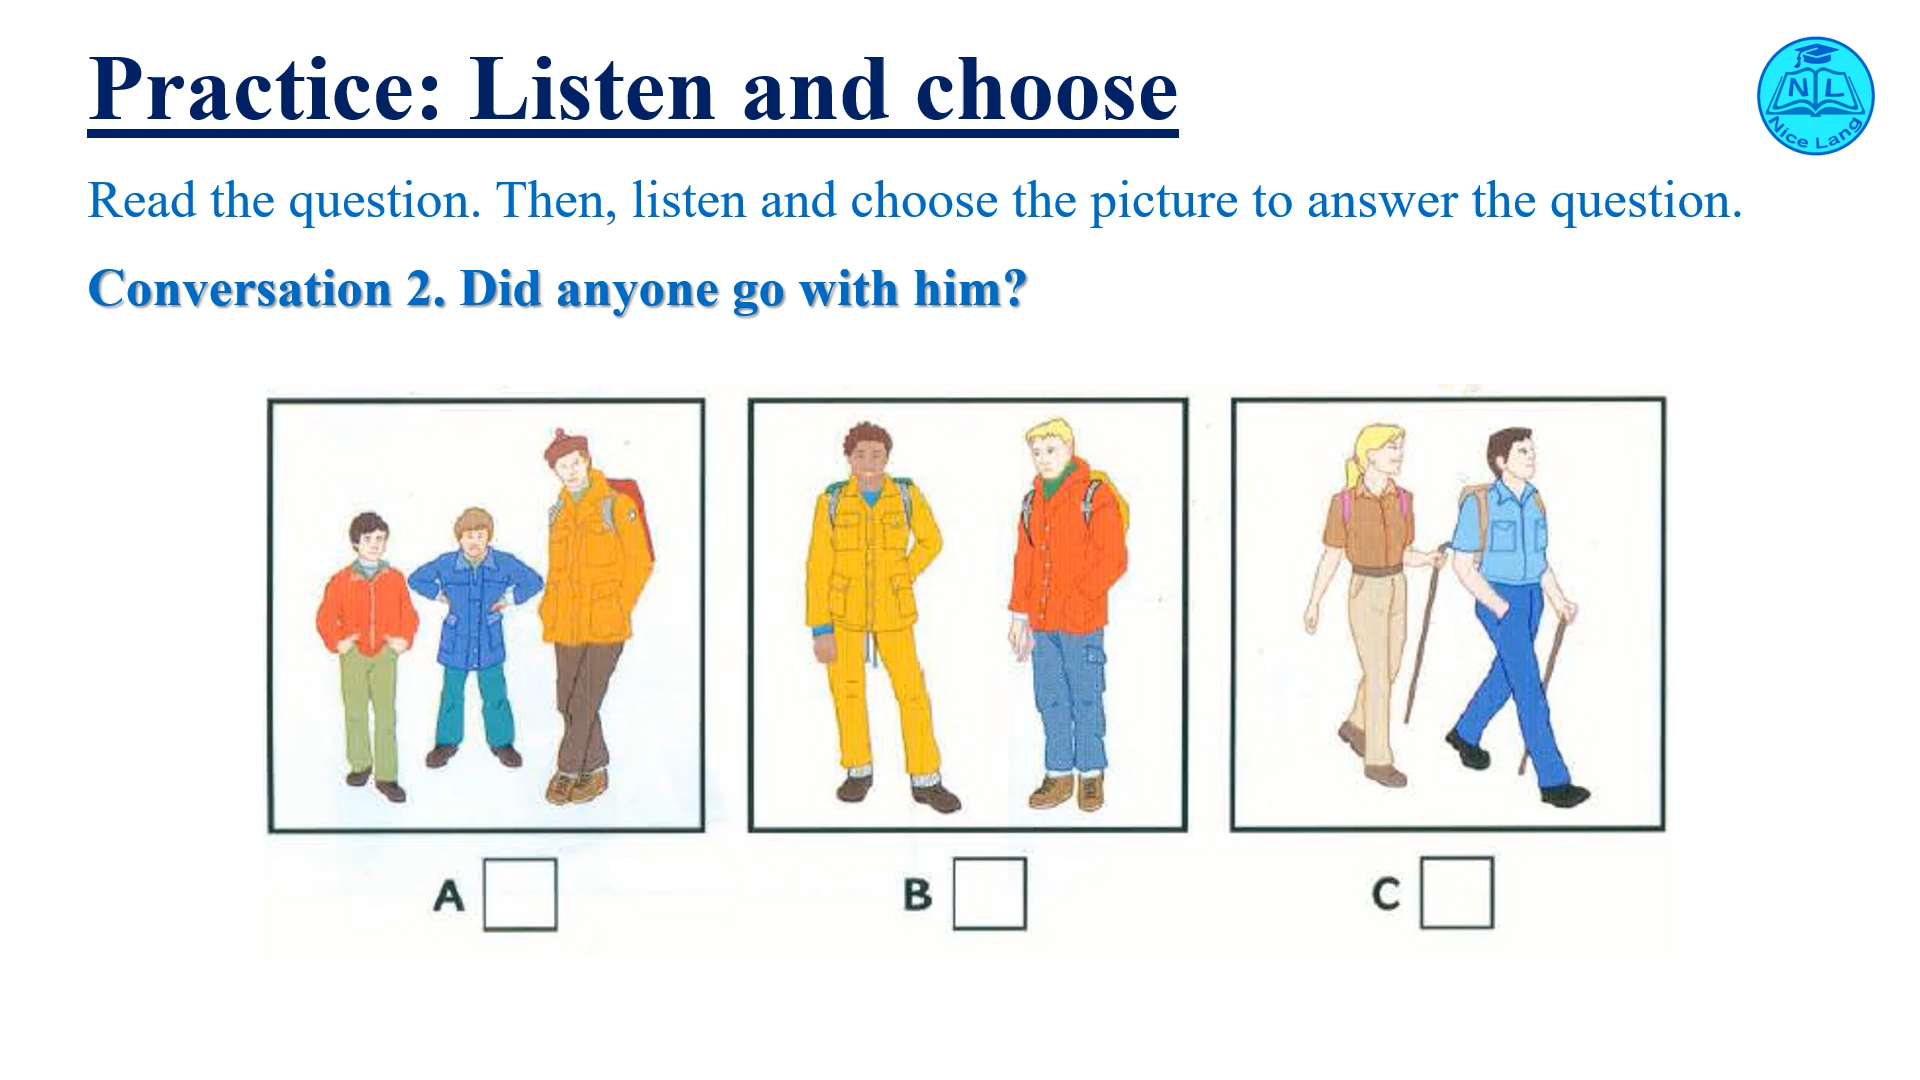 Practice: Listen and choose
N L
Nice Lang
Read the question. Then, listen and choose the picture to answer the question.
Conversation 2. Did anyone go with him?
A
B
C